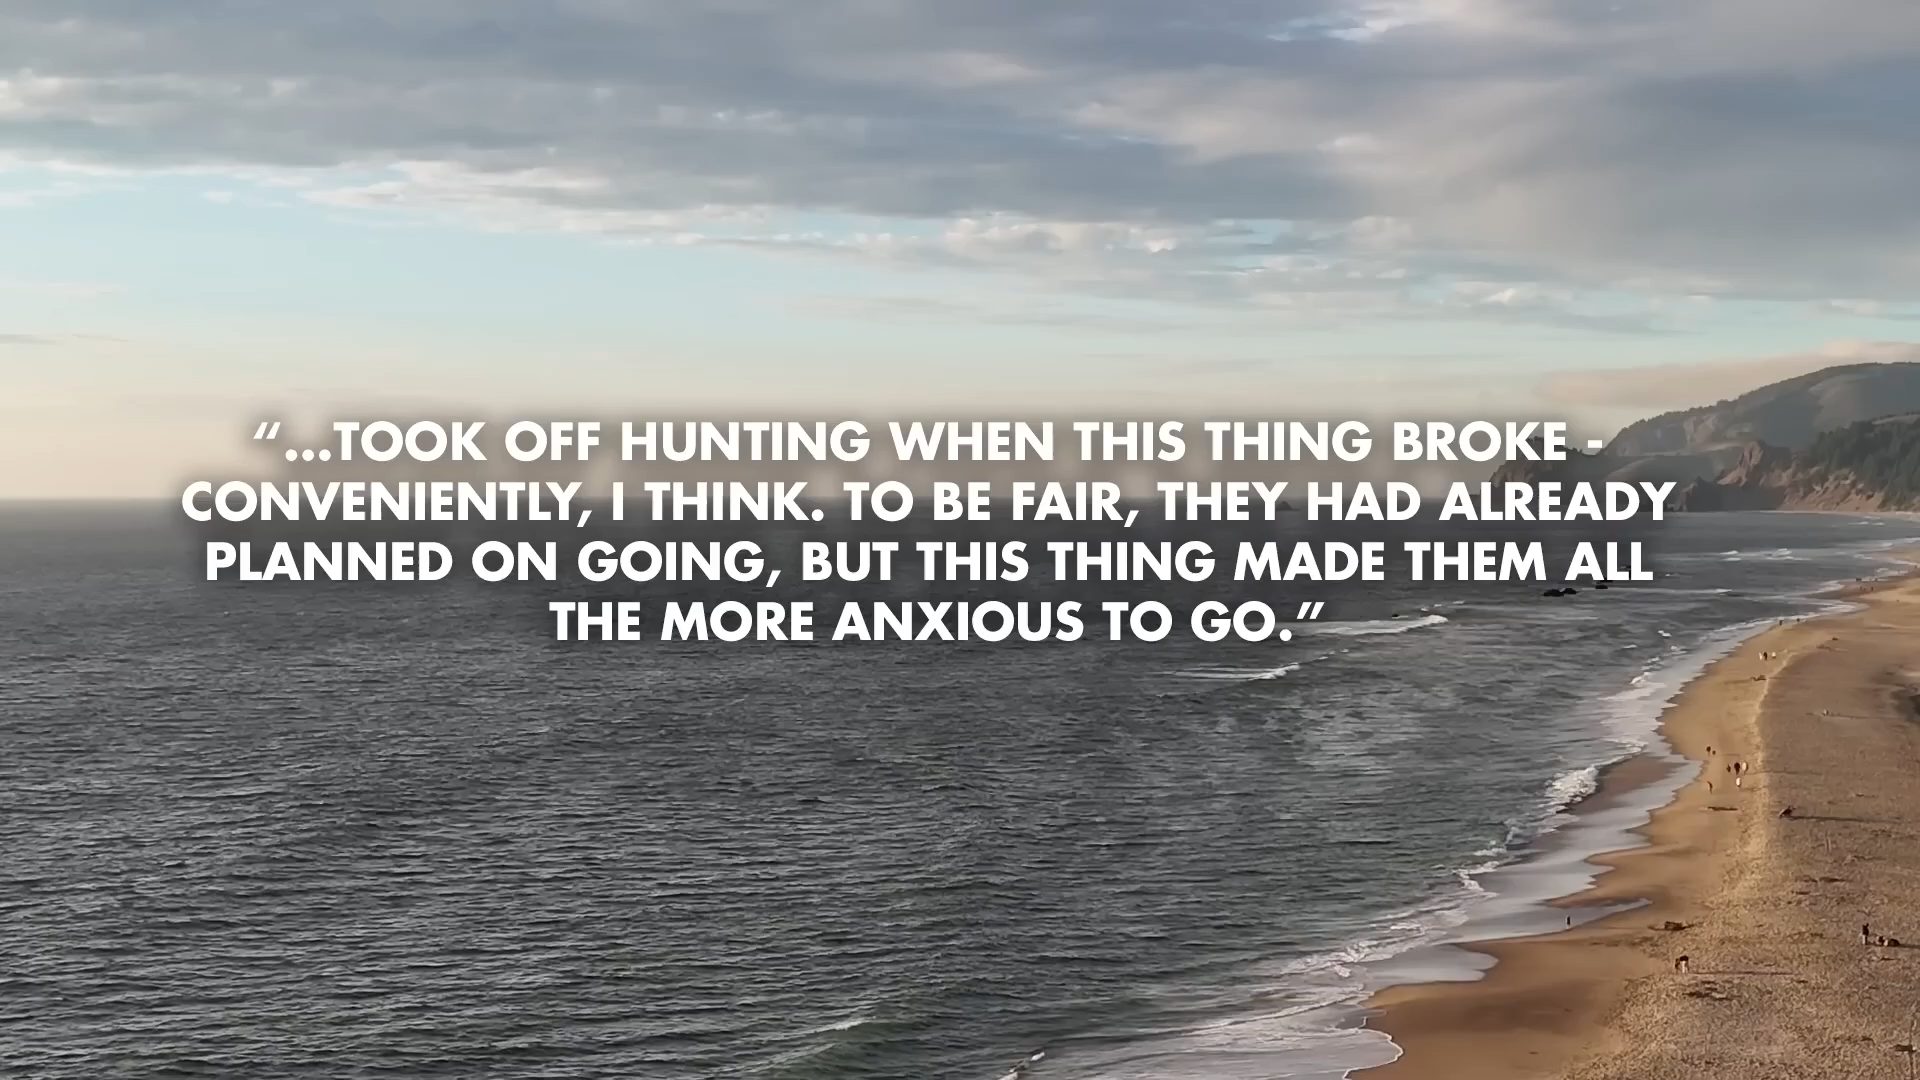 “...TOOK OFF HUNTING WHEN THIS THING BROKE -
CONVENIENTLY, I THINK. TO BE FAIR, THEY HAD ALREADY
PLANNED ON GOING, BUT THIS THING MADE THEM ALL
THE MORE ANXIOUS TO GO.”